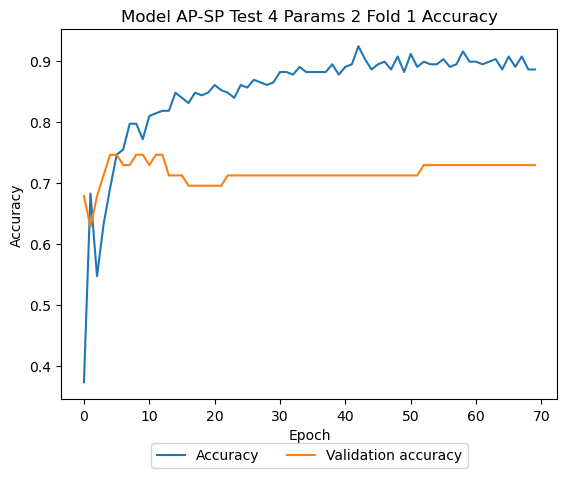 Model AP-SP Test 4 Params 2 Fold 1 Accuracy
0.9
0.8
0.7
0.6
0.5
0.4
Accuracy
0 10 20 30 40 50 60 70
Epoch
Accuracy Validation accuracy